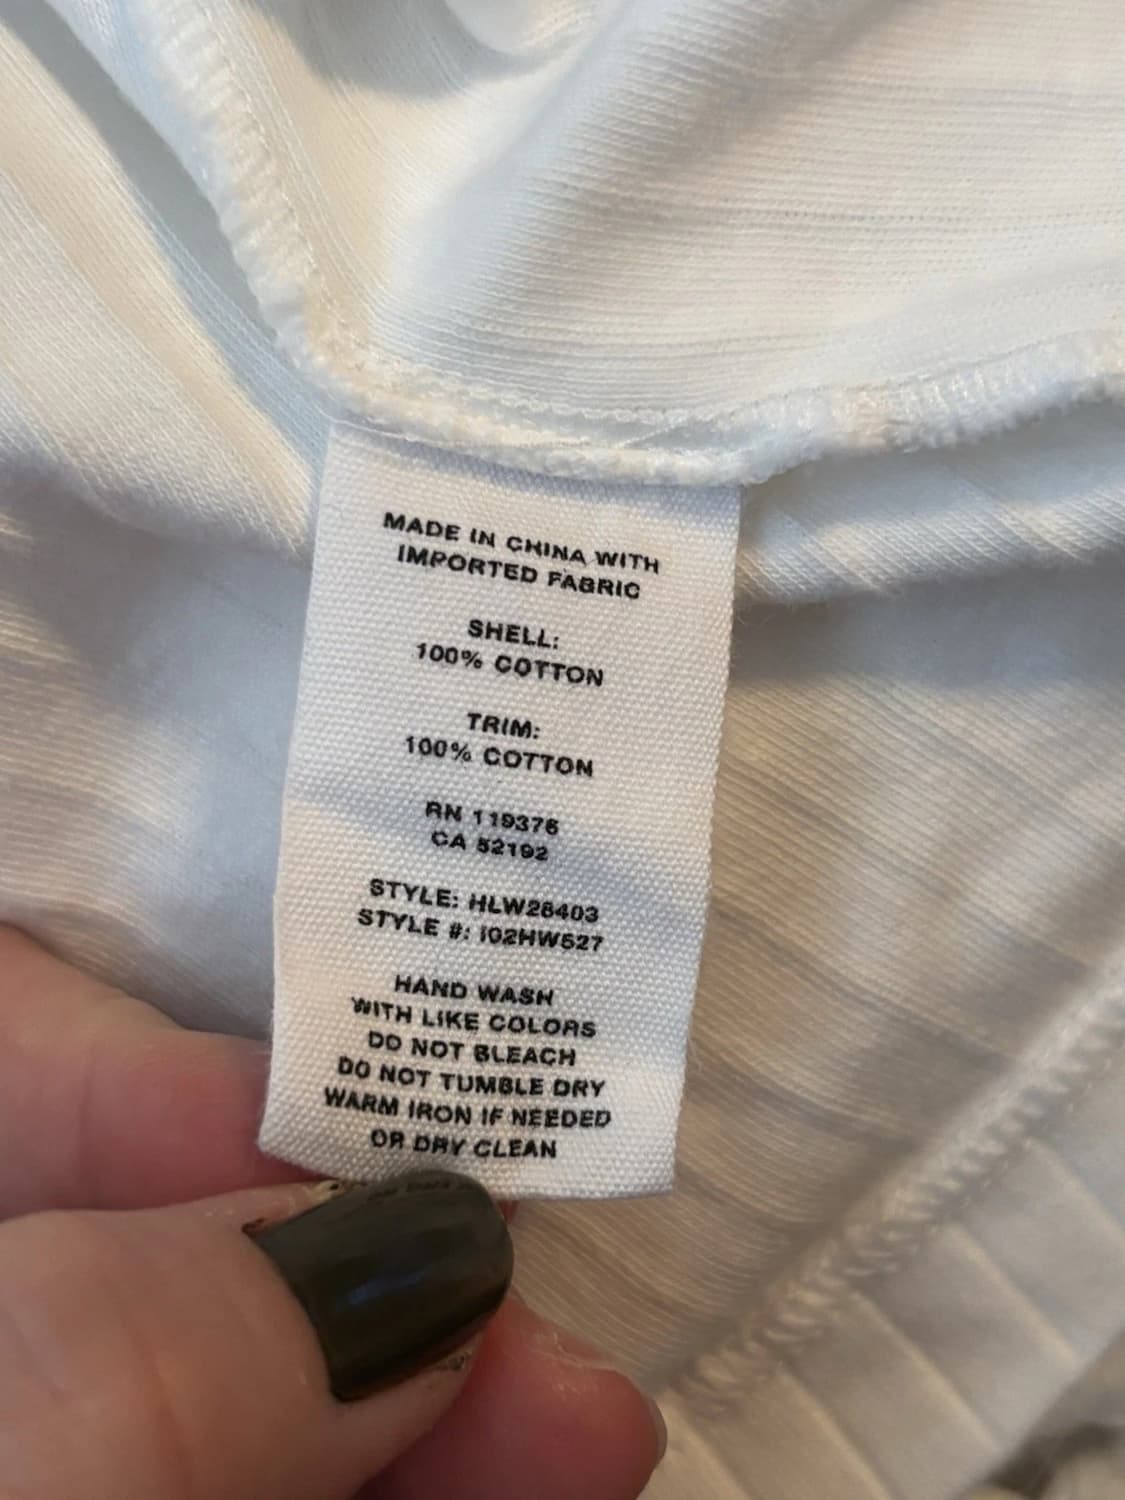 MADE IN CHINA WITH
IMPORTED FABRIC
SHELL:
100% COTTON
TRIM:
100% COTTON
RN 119376
CA 52192
STYLE: HLW26403
STYLE #: I02HW527
HAND WASH
WITH LIKE COLORS
DO NOT BLEACH
DO NOT TUMBLE DRY
WARM IRON IF NEEDED
OR DRY CLEAN